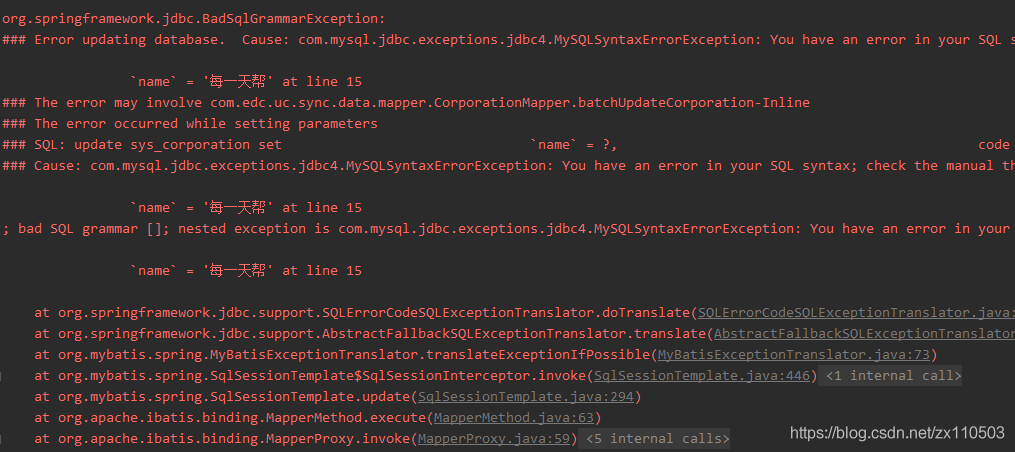 org.springframework.jdbc.BadSqlGrammarException:
### Error updating database.  Cause: com.mysql.jdbc.exceptions.jdbc4.MySQLSyntaxErrorException: You have an error in your SQL s
`name` = '每一天帮' at line 15
### The error may involve com.edc.uc.sync.data.mapper.CorporationMapper.batchUpdateCorporation-Inline
### The error occurred while setting parameters
### SQL: update sys_corporation set `name` = ?, code
### Cause: com.mysql.jdbc.exceptions.jdbc4.MySQLSyntaxErrorException: You have an error in your SQL syntax; check the manual th
`name` = '每一天帮' at line 15
; bad SQL grammar []; nested exception is com.mysql.jdbc.exceptions.jdbc4.MySQLSyntaxErrorException: You have an error in your
`name` = '每一天帮' at line 15
at org.springframework.jdbc.support.SQLErrorCodeSQLExceptionTranslator.doTranslate(SQLErrorCodeSQLExceptionTranslator.java:
at org.springframework.jdbc.support.AbstractFallbackSQLExceptionTranslator.translate(AbstractFallbackSQLExceptionTranslator
at org.mybatis.spring.MyBatisExceptionTranslator.translateExceptionIfPossible(MyBatisExceptionTranslator.java:73)
at org.mybatis.spring.SqlSessionTemplate$SqlSessionInterceptor.invoke(SqlSessionTemplate.java:446) <1 internal call>
at org.mybatis.spring.SqlSessionTemplate.update(SqlSessionTemplate.java:294)
at org.apache.ibatis.binding.MapperMethod.execute(MapperMethod.java:63)
at org.apache.ibatis.binding.MapperProxy.invoke(MapperProxy.java:59) <5 internal calls>
https://blog.csdn.net/zx110503